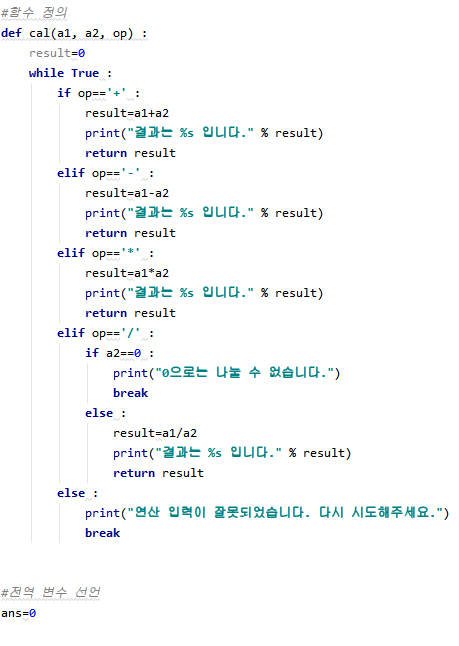 #함수 정의
def cal(a1, a2, op) :
    result=0
    while True :
        if op=='+' :
            result=a1+a2
            print("결과는 %s 입니다." % result)
            return result
        elif op=='-' :
            result=a1-a2
            print("결과는 %s 입니다." % result)
            return result
        elif op=='*' :
            result=a1*a2
            print("결과는 %s 입니다." % result)
            return result
        elif op=='/' :
            if a2==0 :
                print("0으로는 나눌 수 없습니다.")
                break
            else :
                result=a1/a2
                print("결과는 %s 입니다." % result)
                return result
        else :
            print("연산 입력이 잘못되었습니다. 다시 시도해주세요.")
            break
#전역 변수 선언
ans=0